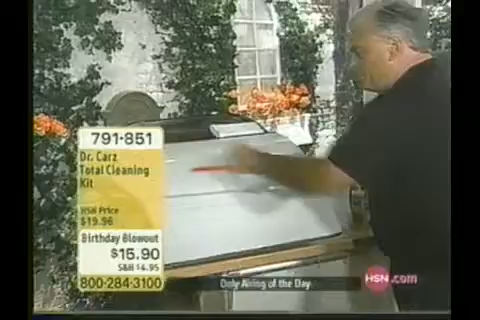 791-851
Dr. Carz
Total Cleaning
Kit
HSN Price
$19.96
Birthday Blowout
$15.90
S&H $4.95
800-284-3100
Only Airing of the Day
HSN.com